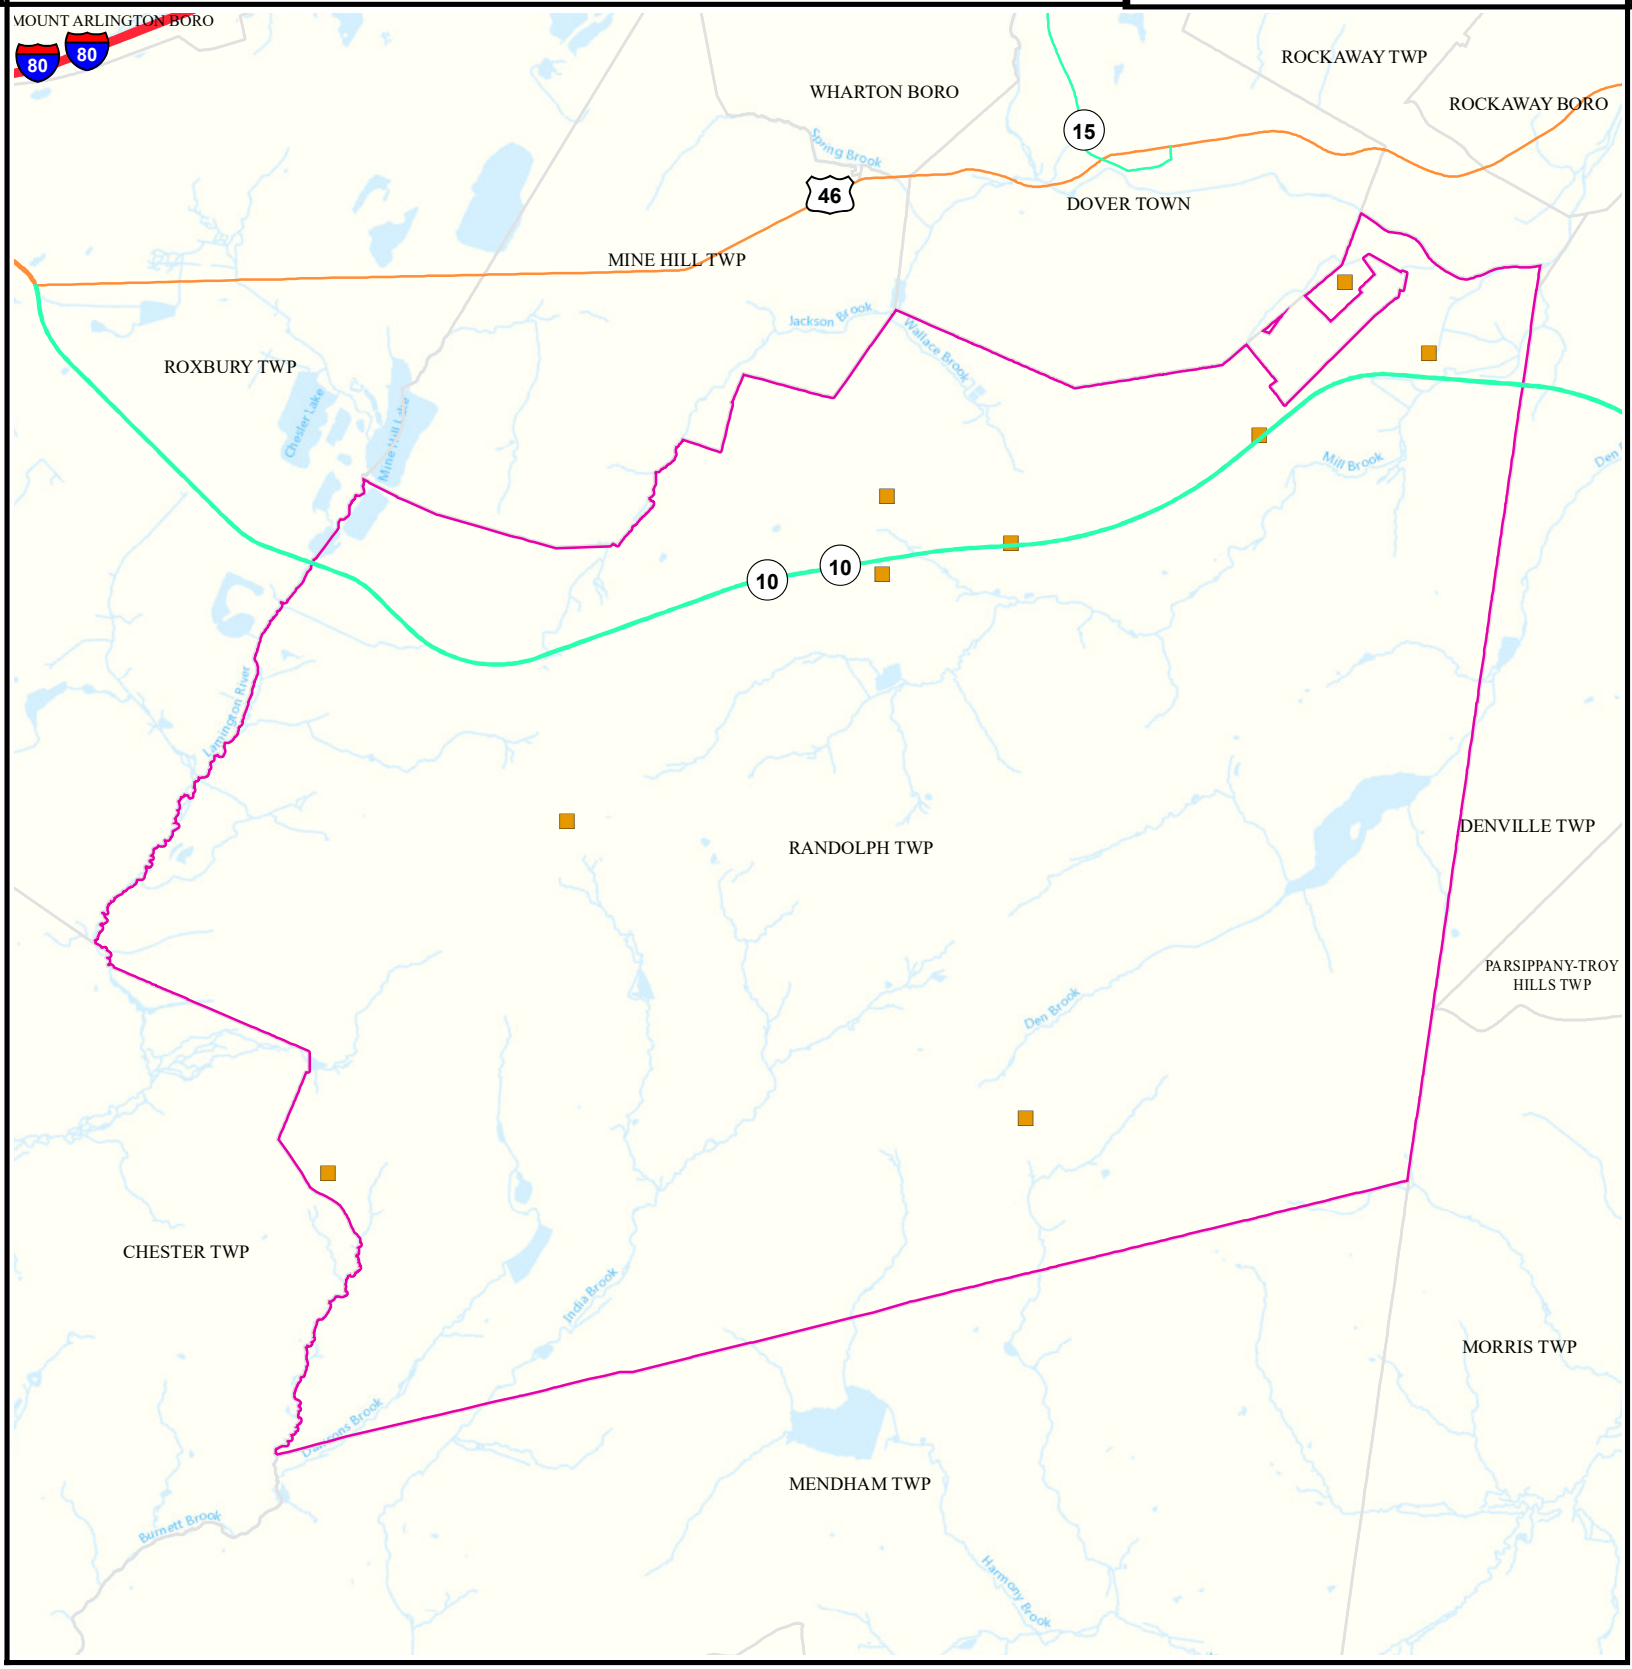 MOUNT ARLINGTON BORO
80
80
ROCKAWAY TWP
WHARTON BORO
ROCKAWAY BORO
15
Spring Brook
46
DOVER TOWN
MINE HILL TWP
Jackson Brook
Wallace Brook
ROXBURY TWP
Chesler Lake
Mine Hill Lake
Mill Brook
Den
10
10
Lamington River
DENVILLE TWP
RANDOLPH TWP
PARSIPPANY-TROY
HILLS TWP
Den Brook
CHESTER TWP
India Brook
MORRIS TWP
Dawsons Brook
MENDHAM TWP
Burnett Brook
Harmony Brook